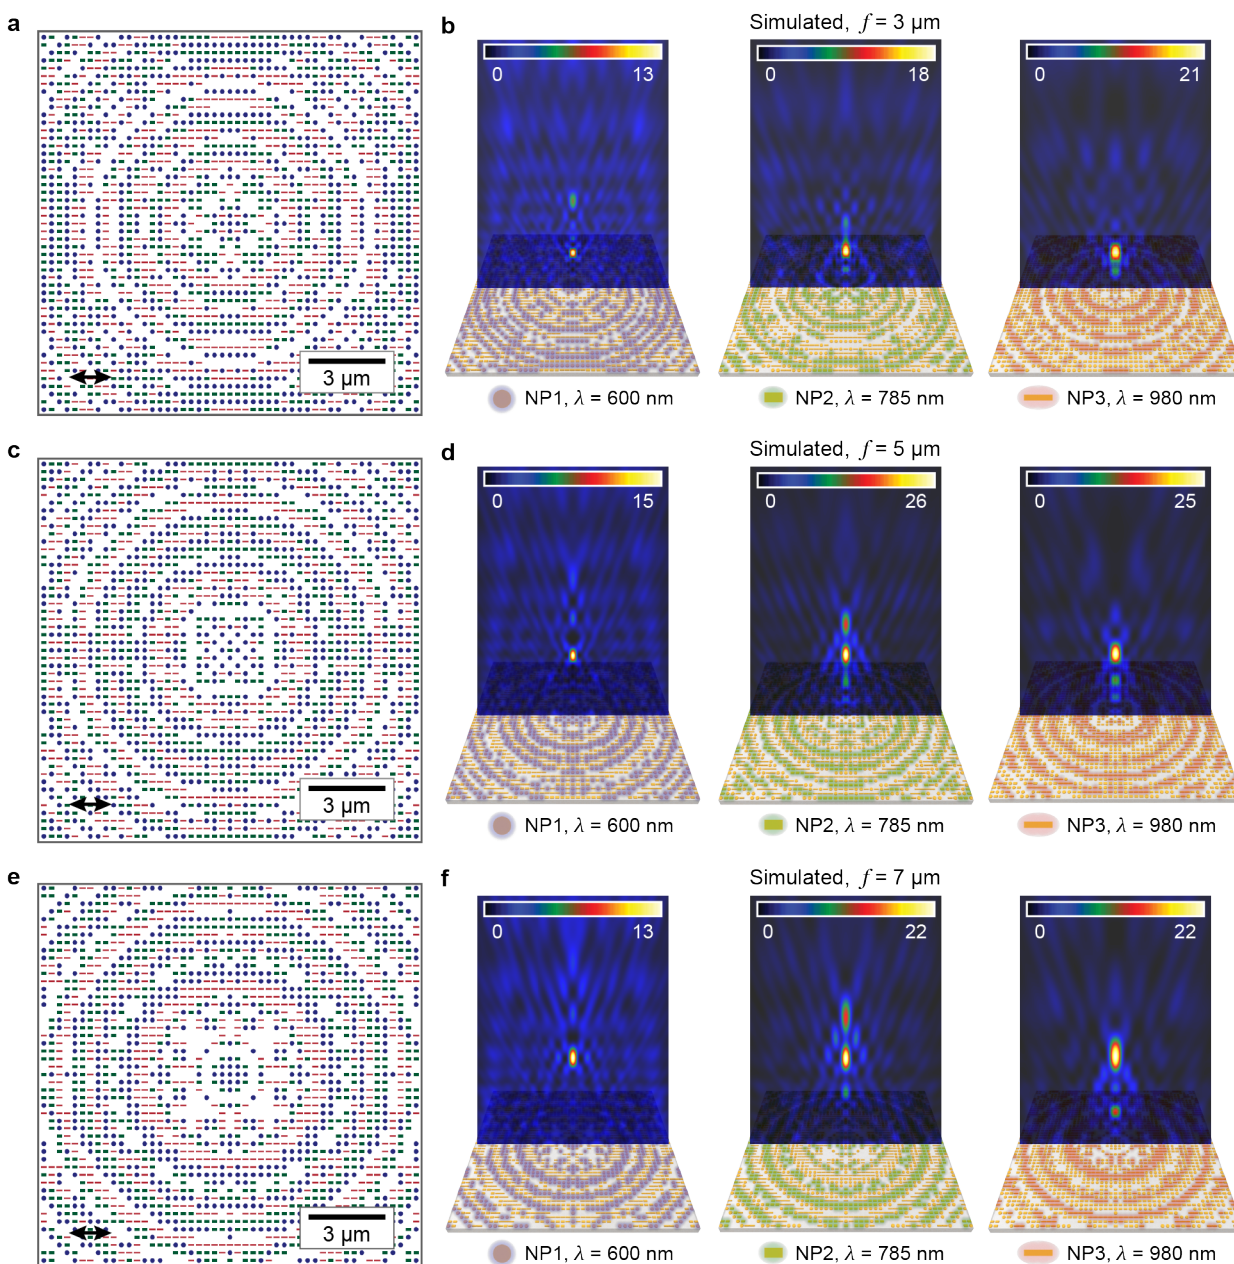 a
b
Simulated, f = 3 µm
0 13
0 18
0 21
3 µm
NP1, λ = 600 nm
NP2, λ = 785 nm
NP3, λ = 980 nm
c
d
Simulated, f = 5 µm
0 15
0 26
0 25
3 µm
NP1, λ = 600 nm
NP2, λ = 785 nm
NP3, λ = 980 nm
e
f
Simulated, f = 7 µm
0 13
0 22
0 22
3 µm
NP1, λ = 600 nm
NP2, λ = 785 nm
NP3, λ = 980 nm